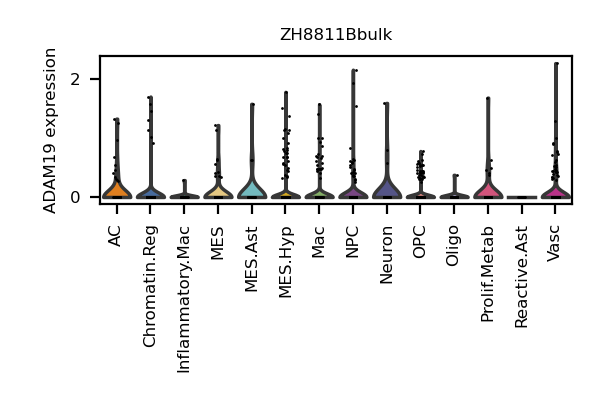 ZH8811Bbulk
ADAM19 expression
2
0
AC
Chromatin.Reg
Inflammatory.Mac
MES
MES.Ast
MES.Hyp
Mac
NPC
Neuron
OPC
Oligo
Prolif.Metab
Reactive.Ast
Vasc